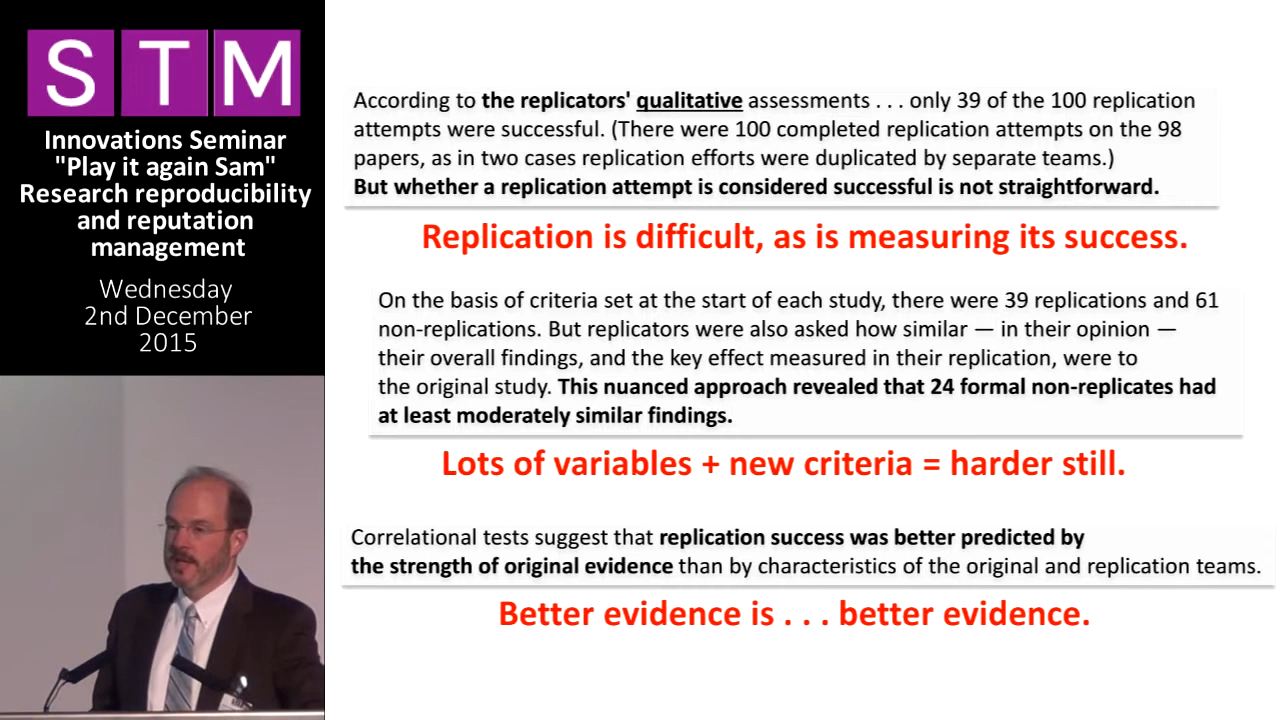 STM
Innovations Seminar
"Play it again Sam"
Research reproducibility
and reputation
management
Wednesday
2nd December
2015
According to the replicators' qualitative assessments . . . only 39 of the 100 replication
attempts were successful. (There were 100 completed replication attempts on the 98
papers, as in two cases replication efforts were duplicated by separate teams.)
But whether a replication attempt is considered successful is not straightforward.
Replication is difficult, as is measuring its success.
On the basis of criteria set at the start of each study, there were 39 replications and 61
non-replications. But replicators were also asked how similar — in their opinion —
their overall findings, and the key effect measured in their replication, were to
the original study. This nuanced approach revealed that 24 formal non-replicates had
at least moderately similar findings.
Lots of variables + new criteria = harder still.
Correlational tests suggest that replication success was better predicted by
the strength of original evidence than by characteristics of the original and replication teams.
Better evidence is . . . better evidence.